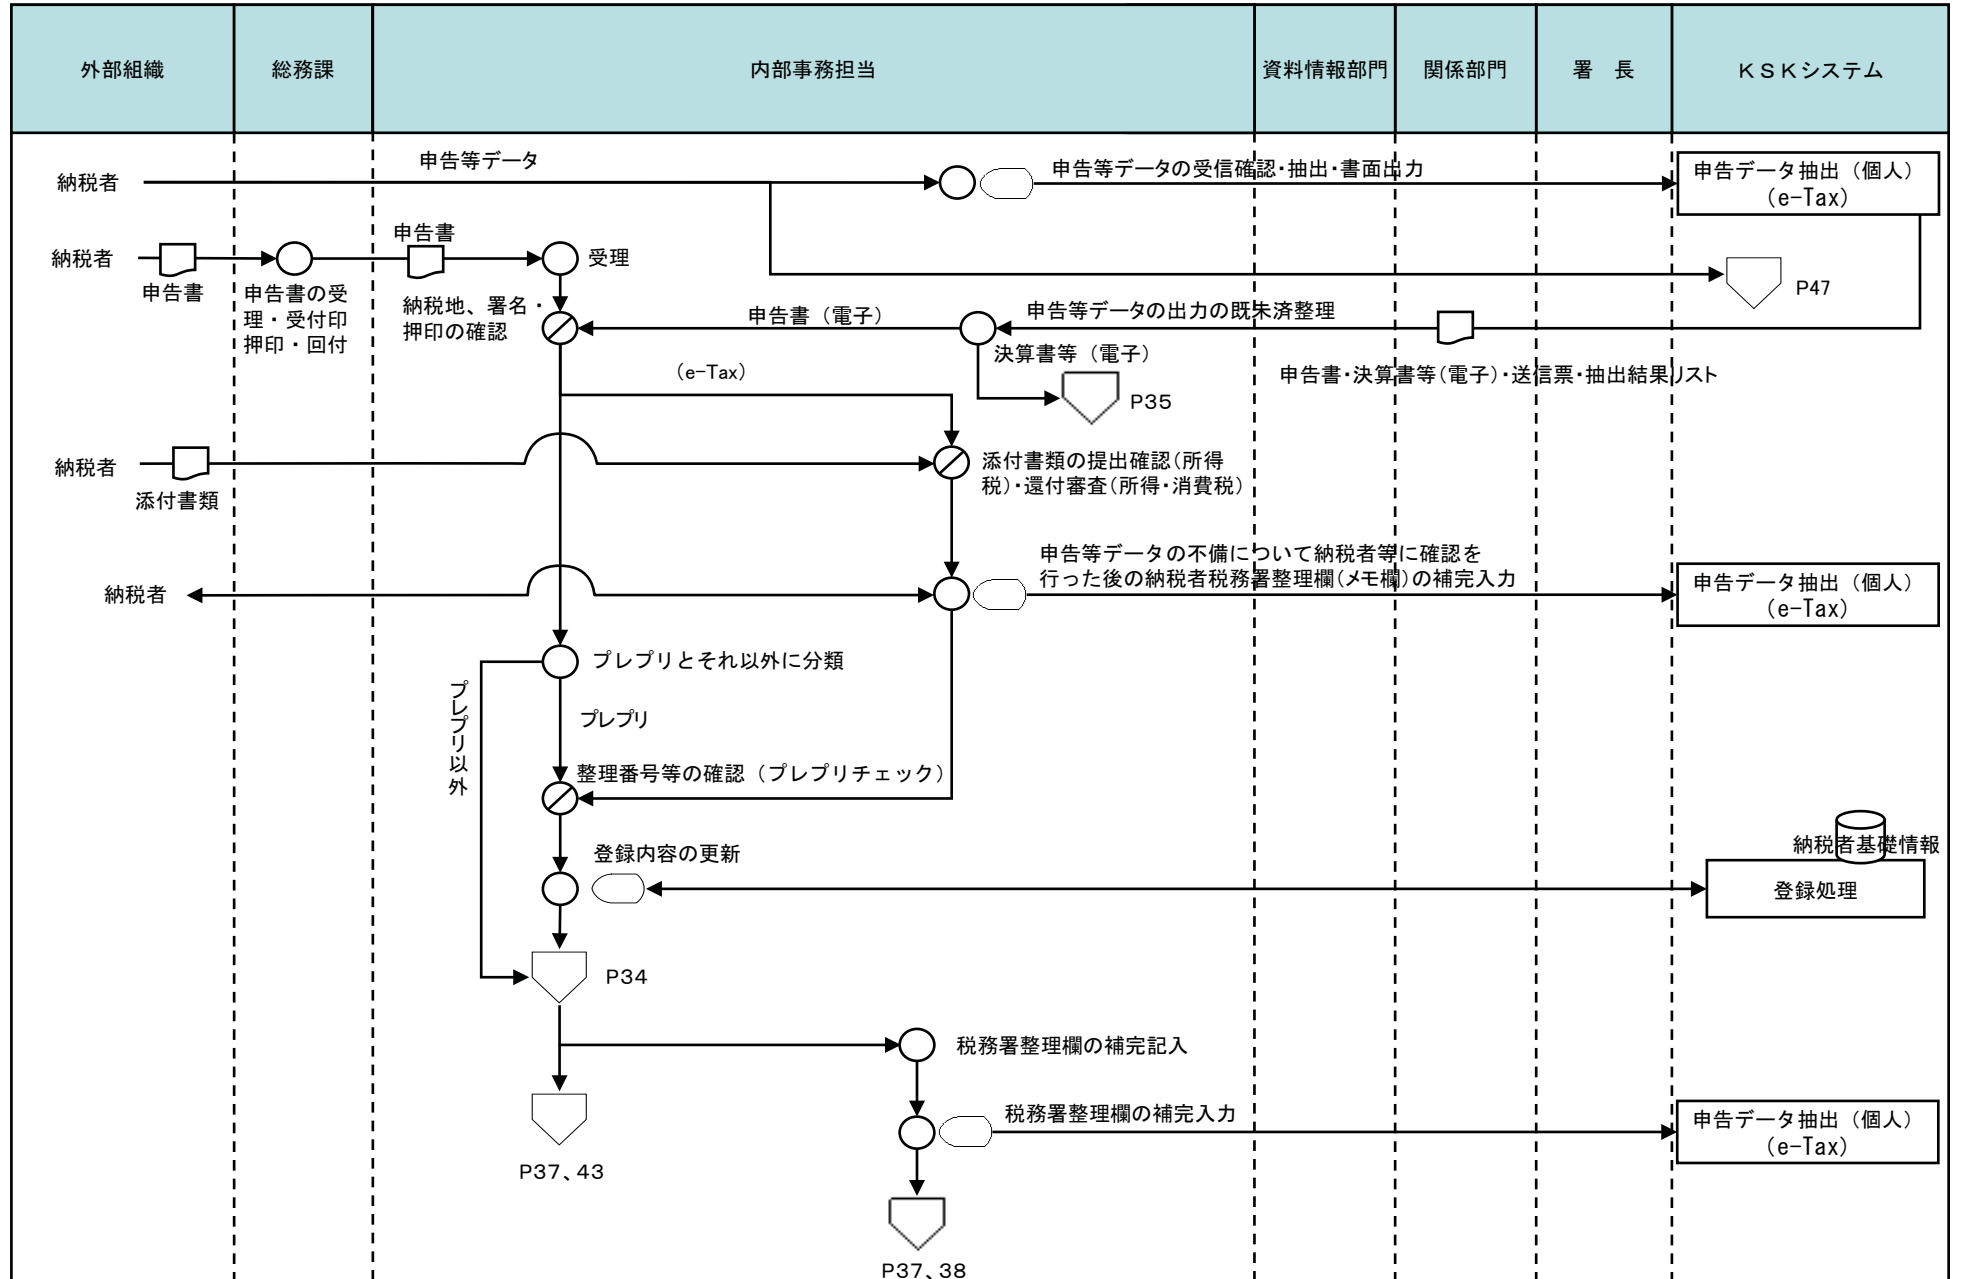 外部組織
総務課
内部事務担当
資料情報部門
関係部門
署　長
ＫＳＫシステム
申告等データ
納税者
申告等データの受信確認・抽出・書面出力
申告データ抽出（個人）
（e-Tax）
申告書
納税者
受理
申告書
申告書の受
理・受付印
押印・回付
納税地、署名・
押印の確認
P47
申告書（電子）
申告等データの出力の既未済整理
決算書等（電子）
（e-Tax）
申告書・決算書等（電子）・送信票・抽出結果リスト
P35
納税者
添付書類
添付書類の提出確認（所得
税）・還付審査（所得・消費税）
申告等データの不備について納税者等に確認を
行った後の納税者税務署整理欄（メモ欄）の補完入力
納税者
申告データ抽出（個人）
（e-Tax）
プレプリとそれ以外に分類
プレプリ以外
プレプリ
整理番号等の確認（プレプリチェック）
納税者基礎情報
登録内容の更新
登録処理
P34
税務署整理欄の補完記入
税務署整理欄の補完入力
申告データ抽出（個人）
（e-Tax）
P37、43
P37、38